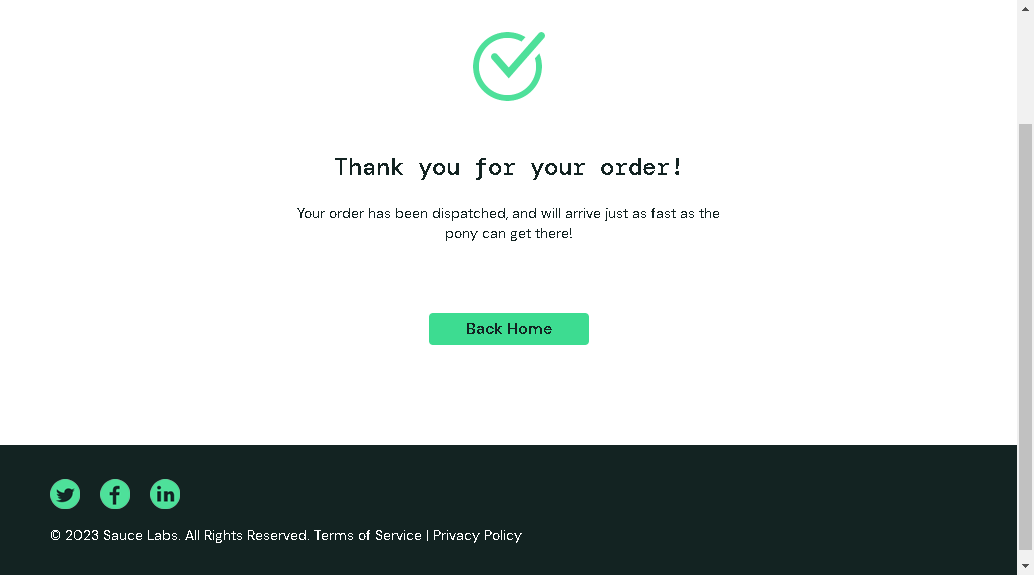 Thank you for your order!
Your order has been dispatched, and will arrive just as fast as the
pony can get there!
Back Home
© 2023 Sauce Labs. All Rights Reserved. Terms of Service | Privacy Policy